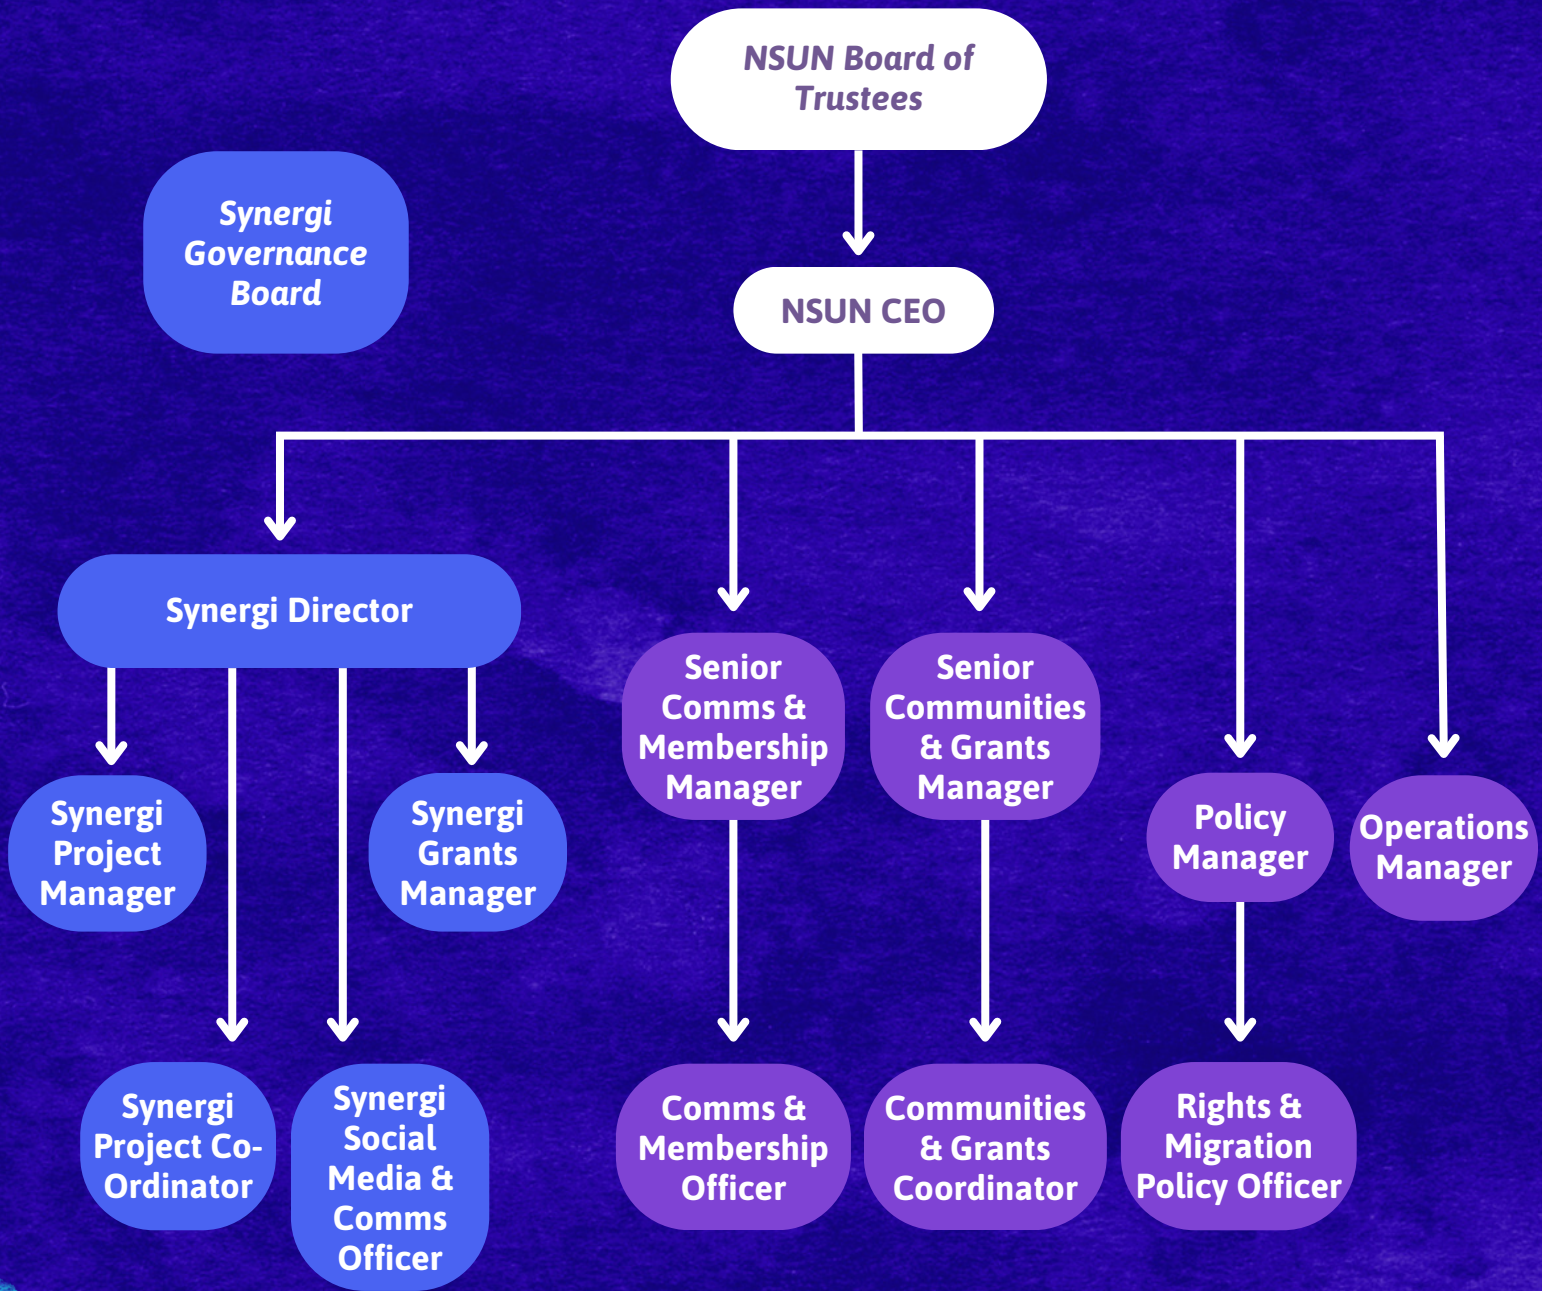 NSUN Board of
Trustees
Synergi
Governance
Board
NSUN CEO
Synergi Director
Senior
Comms &
Membership
Manager
Senior
Communities
& Grants
Manager
Synergi
Project
Manager
Synergi
Grants
Manager
Policy
Manager
Operations
Manager
Synergi
Project Co-
Ordinator
Synergi
Social
Media &
Comms
Officer
Comms &
Membership
Officer
Communities
& Grants
Coordinator
Rights &
Migration
Policy Officer